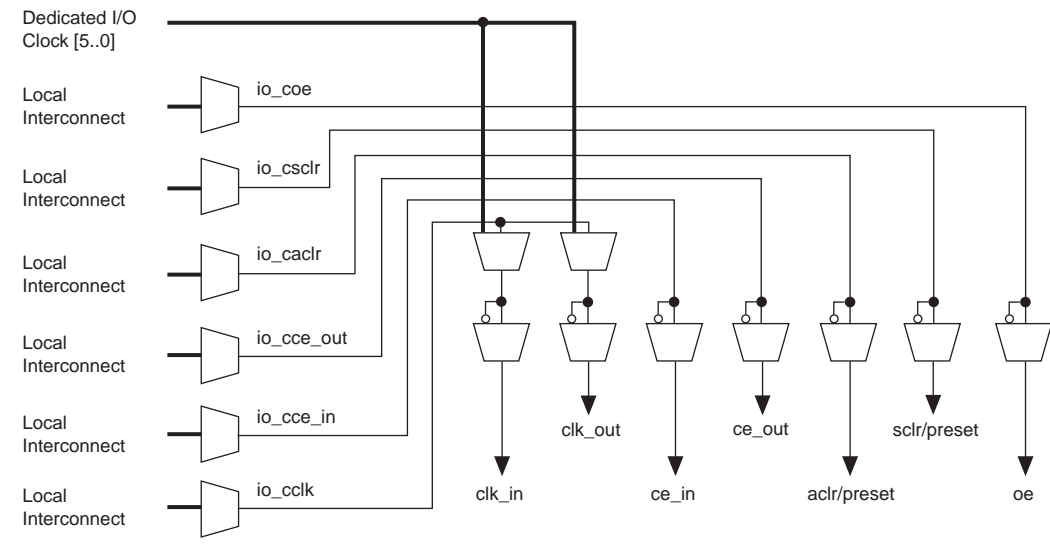 Dedicated I/O
Clock [5..0]
Local
Interconnect
io_coe
Local
Interconnect
io_csclr
Local
Interconnect
io_caclr
Local
Interconnect
io_cce_out
Local
Interconnect
io_cce_in
Local
Interconnect
io_cclk
clk_out
ce_out
sclr/preset
clk_in
ce_in
aclr/preset
oe